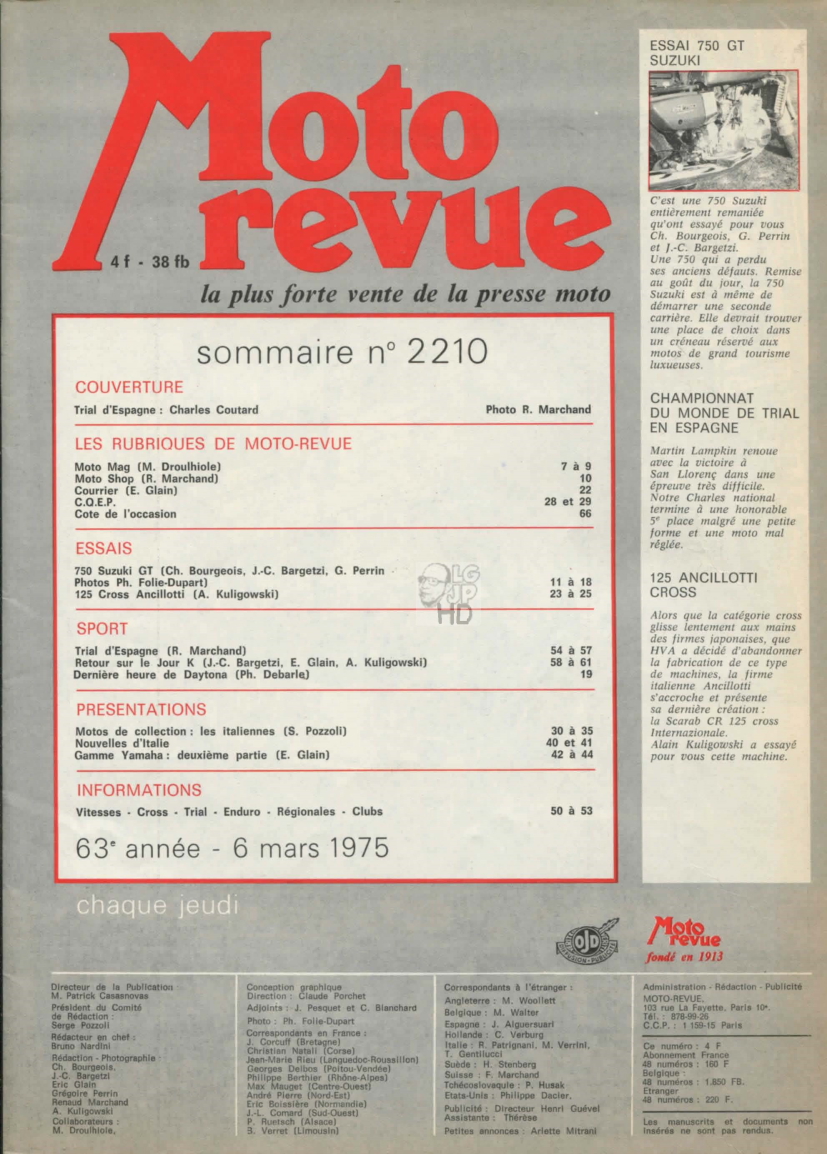 Moto
revue
4 f - 38 fb
la plus forte vente de la presse moto
sommaire n° 2210
COUVERTURE
Trial d'Espagne : Charles Coutard Photo R. Marchand
LES RUBRIQUES DE MOTO-REVUE
Moto Mag (M. Droulhiole) 7 à 9
Moto Shop (R. Marchand) 10
Courrier (E. Glain) 22
C.Q.E.P. 28 et 29
Cote de l'occasion 66
ESSAIS
750 Suzuki GT (Ch. Bourgeois, J.-C. Bargetzi, G. Perrin
Photos Ph. Folie-Dupart) 11 à 18
125 Cross Ancillotti (A. Kuligowski) 23 à 25
SPORT
Trial d'Espagne (R. Marchand) 54 à 57
Retour sur le Jour K (J.-C. Bargetzi, E. Glain, A. Kuligowski) 58 à 61
Dernière heure de Daytona (Ph. Debarle) 19
PRESENTATIONS
Motos de collection : les italiennes (S. Pozzoli) 30 à 35
Nouvelles d'Italie 40 et 41
Gamme Yamaha : deuxième partie (E. Glain) 42 à 44
INFORMATIONS
Vitesses - Cross - Trial - Enduro - Régionales - Clubs 50 à 53
63e année - 6 mars 1975
chaque jeudi
LG
JP
HD
ESSAI 750 GT
SUZUKI
C'est une 750 Suzuki
entièrement remaniée
qu'ont essayé pour vous
Ch. Bourgeois, G. Perrin
et J.-C. Bargetzi.
Une 750 qui a perdu
ses anciens défauts. Remise
au goût du jour, la 750
Suzuki est à même de
démarrer une seconde
carrière. Elle devrait trouver
une place de choix dans
un créneau réservé aux
motos de grand tourisme
luxueuses.
CHAMPIONNAT
DU MONDE DE TRIAL
EN ESPAGNE
Martin Lampkin renoue
avec la victoire à
San Llorenç dans une
épreuve très difficile.
Notre Charles national
termine à une honorable
5e place malgré une petite
forme et une moto mal
réglée.
125 ANCILLOTTI
CROSS
Alors que la catégorie cross
glisse lentement aux mains
des firmes japonaises, que
HVA a décidé d'abandonner
la fabrication de ce type
de machines, la firme
italienne Ancillotti
s'accroche et présente
sa dernière création :
la Scarab CR 125 cross
Internazionale.
Alain Kuligowski a essayé
pour vous cette machine.
OJD
Moto
revue
fondé en 1913
Directeur de la Publication
M. Patrick Casasnovas
Président du Comité
de Rédaction :
Serge Pozzoli
Rédacteur en chef :
Bruno Nardini
Rédaction - Photographie :
Ch. Bourgeois.
J.-C. Bargetzi
Eric Glain
Grégoire Perrin
Renaud Marchand
A. Kuligowski
Collaborateurs :
M. Droulhiole,
Conception graphique
Direction : Claude Porchet
Adjoints : J. Pesquet et C. Blanchard
Photo : Ph. Folie-Dupart
Correspondants en France :
J. Corcuff (Bretagne)
Christian Natali (Corse)
Jean-Marie Rieu (Languedoc-Roussillon)
Georges Delbos (Poitou-Vendée)
Philippe Berthier (Rhône-Alpes)
Max Mauget (Centre-Ouest)
André Pierre (Nord-Est)
Eric Boissière (Normandie)
J.-L. Comard (Sud-Ouest)
P. Ruetsch (Alsace)
B. Verret (Limousin)
Correspondants à l'étranger :
Angleterre : M. Woollett
Belgique : M. Walter
Espagne : J. Alguersuari
Hollande : C. Verburg
Italie : R. Patrignani, M. Verrini,
T. Gentilucci
Suède : H. Stenberg
Suisse : F. Marchand
Tchécoslovaquie : P. Husak
Etats-Unis : Philippe Dacier.
Publicité : Directeur Henri Guével
Assistante : Thérèse
Petites annonces : Arlette Mitrani
Administration - Rédaction - Publicité
MOTO-REVUE,
103 rue La Fayette, Paris 10e.
Tél. : 878-99-26
C.C.P. : 1 159-15 Paris
Ce numéro : 4 F
Abonnement France
48 numéros : 160 F
Belgique :
48 numéros : 1.850 FB.
Etranger
48 numéros : 220 F.
Les manuscrits et documents non
insérés ne sont pas rendus.